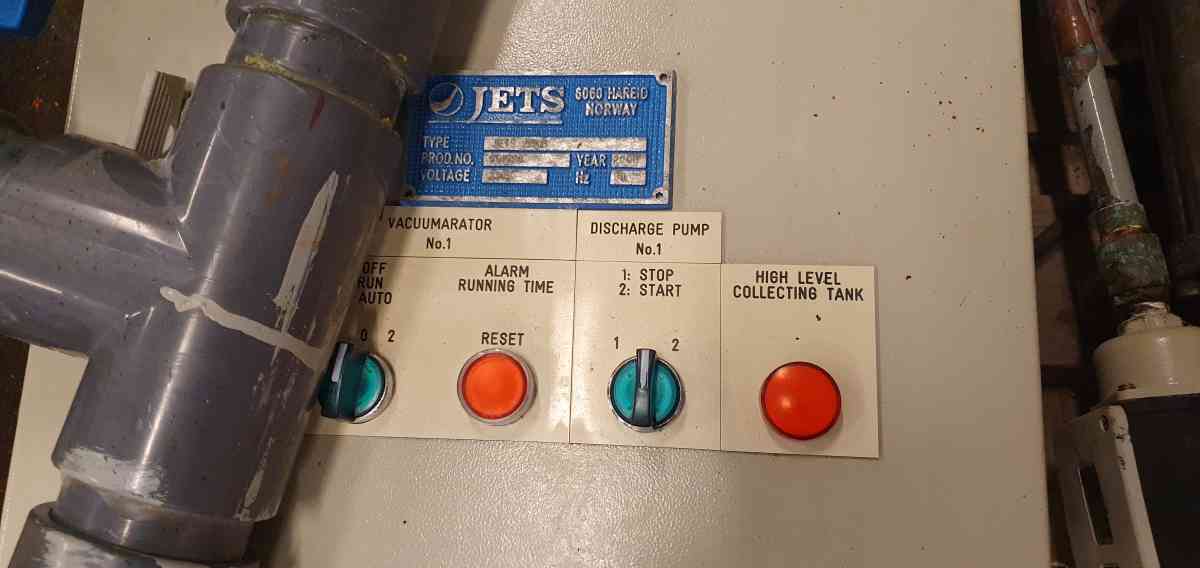 JETS
6060 HAREID
NORWAY
TYPE
PROD.NO. YEAR
VOLTAGE Hz
VACUUMARATOR
No.1
DISCHARGE PUMP
No.1
OFF
RUN
AUTO
ALARM
RUNNING TIME
1: STOP
2: START
HIGH LEVEL
COLLECTING TANK
0 2
RESET
1 2